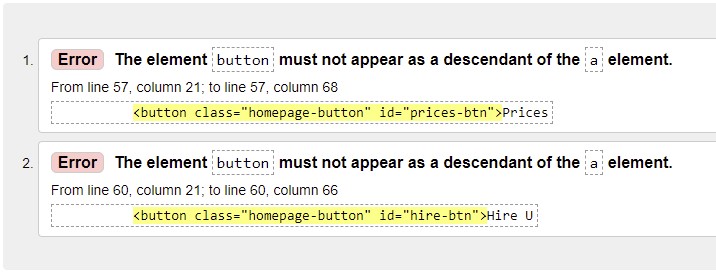 1. Error The element button must not appear as a descendant of the a element.
From line 57, column 21; to line 57, column 68
<button class="homepage-button" id="prices-btn">Prices
2. Error The element button must not appear as a descendant of the a element.
From line 60, column 21; to line 60, column 66
<button class="homepage-button" id="hire-btn">Hire U